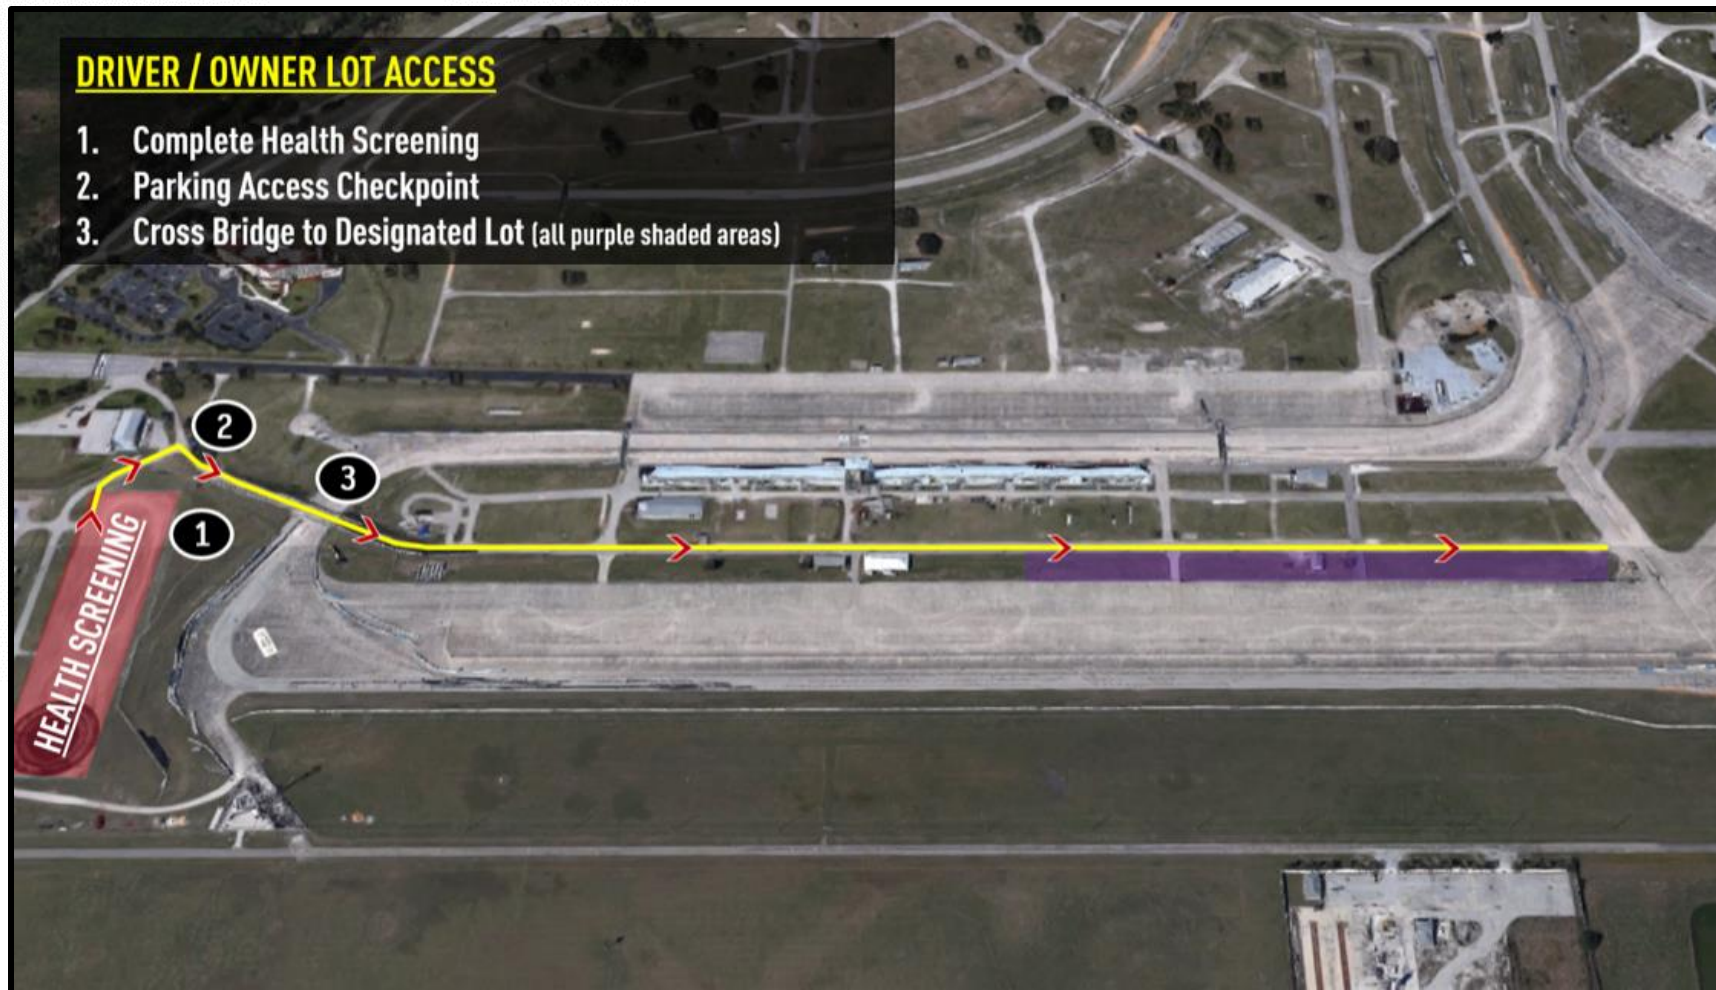 DRIVER / OWNER LOT ACCESS
1. Complete Health Screening
2. Parking Access Checkpoint
3. Cross Bridge to Designated Lot (all purple shaded areas)
2
3
1
HEALTH SCREENING